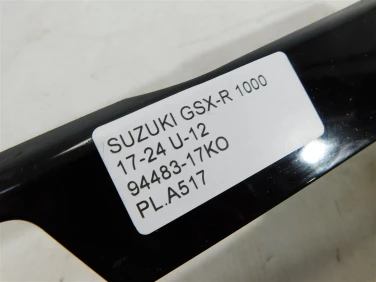 SUZUKI GSX-R 1000
17-24 U-12
94483-17KO
PL.A517